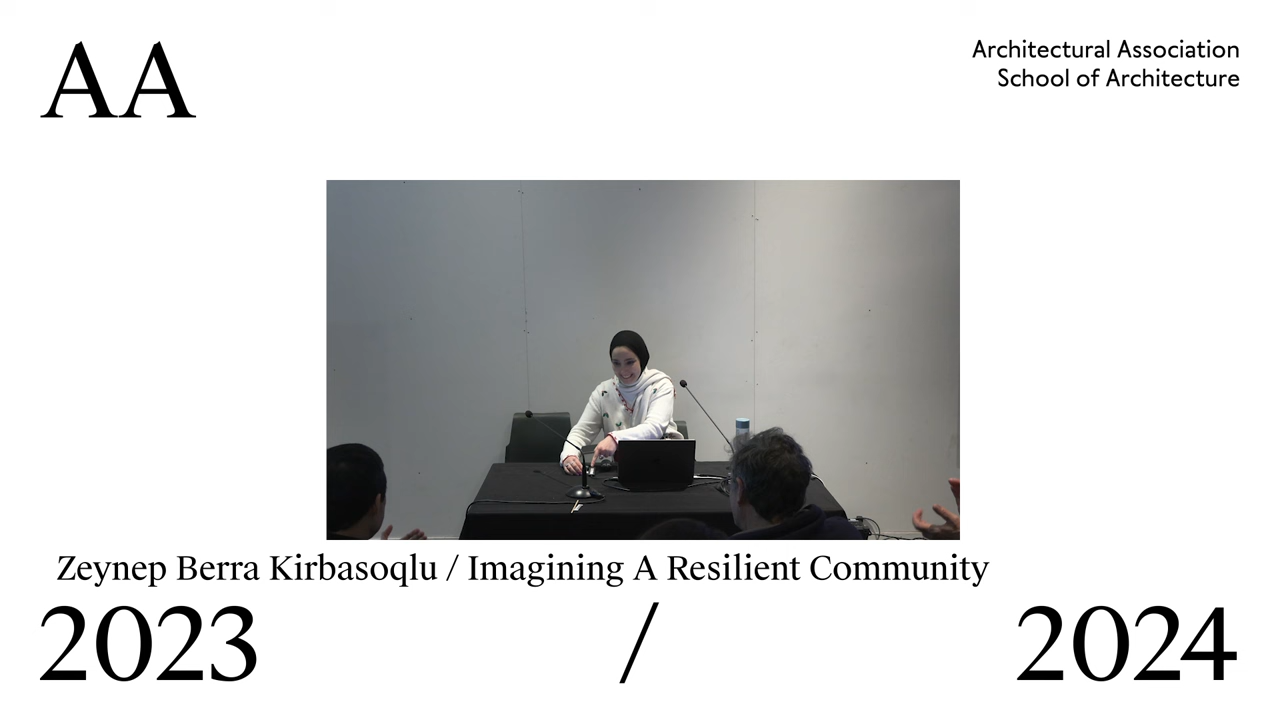 AA
Architectural Association
School of Architecture
Zeynep Berra Kirbasoqlu / Imagining A Resilient Community
2023 / 2024